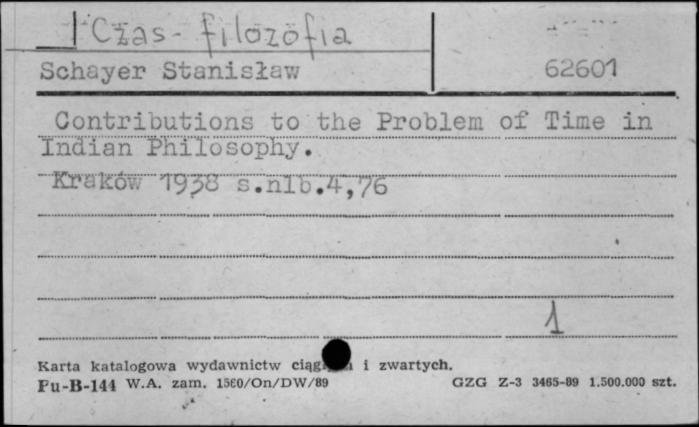 Czas - filozofia
Schayer Stanisław
62601
Contributions to the Problem of Time in
Indian Philosophy.
Kraków 1938 s.nlb.4,76
1
Karta katalogowa wydawnictw i zwartych.
Pu-B-144 W.A. zam. 1560/On/DW/89 GZG Z-3 3465-89 1.500.000 szt.